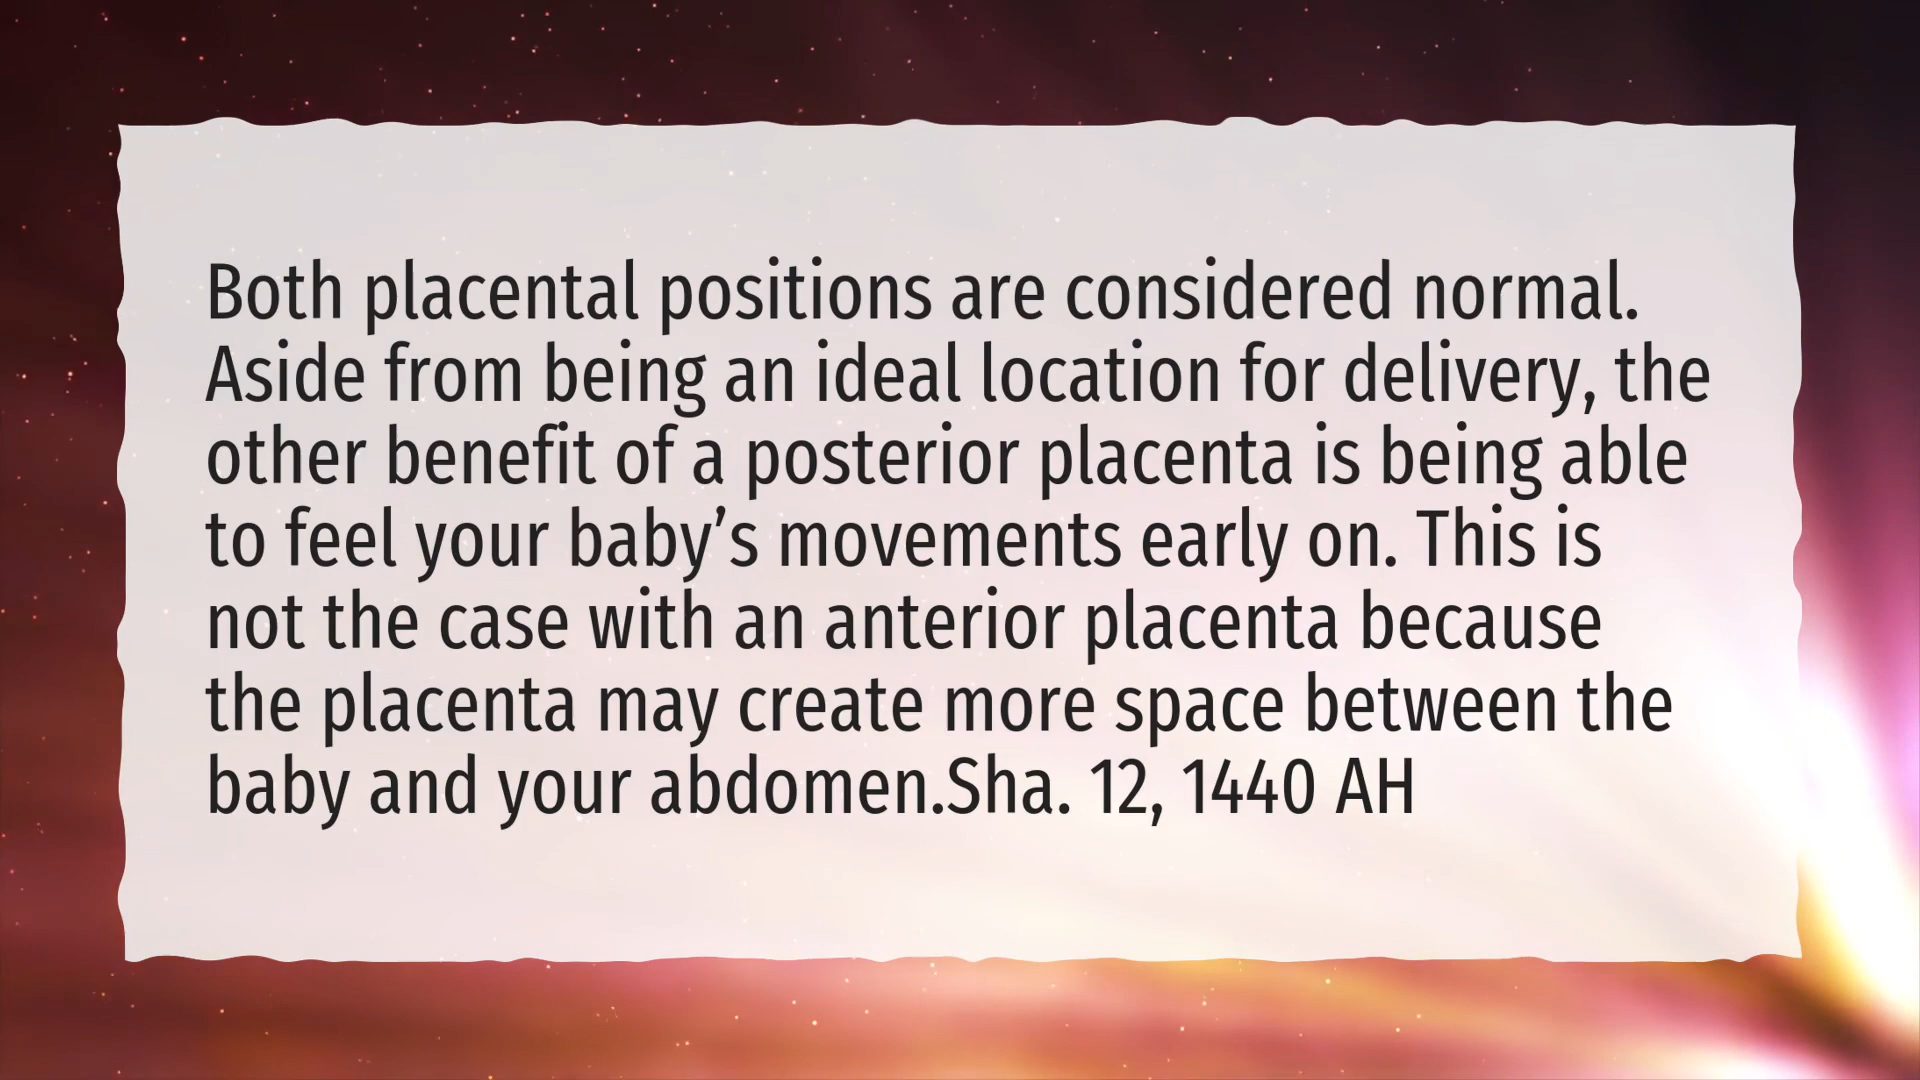 Both placental positions are considered normal.
Aside from being an ideal location for delivery, the
other benefit of a posterior placenta is being able
to feel your baby’s movements early on. This is
not the case with an anterior placenta because
the placenta may create more space between the
baby and your abdomen.Sha. 12, 1440 AH